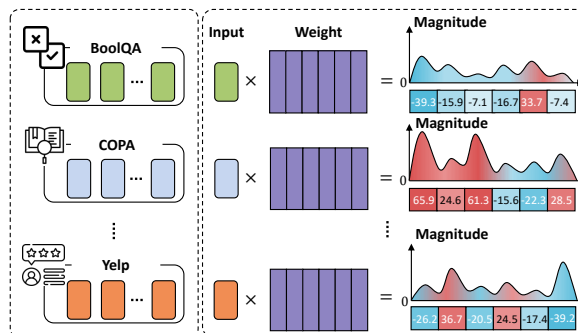 BoolQA
...
COPA
...
Yelp
...
Input Weight
× = Magnitude
0
-39.3 -15.9 -7.1 -16.7 33.7 -7.4
× = Magnitude
0
65.9 24.6 61.3 -15.6 -22.3 28.5
× = Magnitude
0
-26.2 36.7 -20.5 24.5 -17.4 -39.2